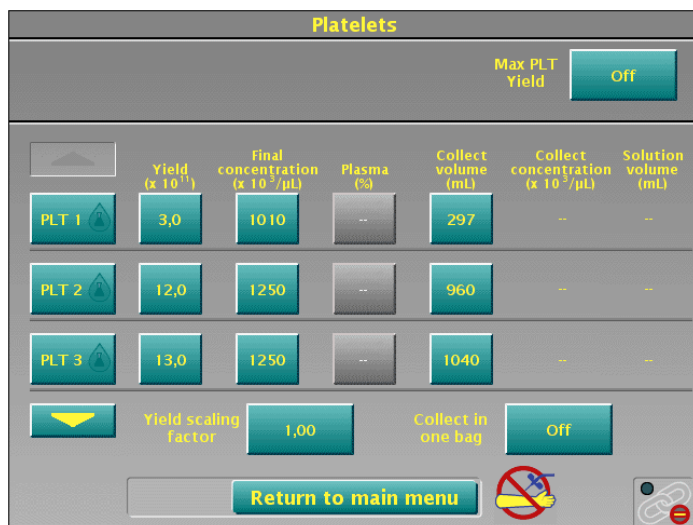 Platelets
Max PLT
Yield
Off
Yield
(x 10¹¹)
Final
concentration
(x 10³/µL)
Plasma
(%)
Collect
volume
(mL)
Collect
concentration
(x 10³/µL)
Solution
volume
(mL)
PLT 1 3,0 1010 -- 297 -- --
PLT 2 12,0 1250 -- 960 -- --
PLT 3 13,0 1250 -- 1040 -- --
Yield scaling
factor
1,00
Collect in
one bag
Off
Return to main menu